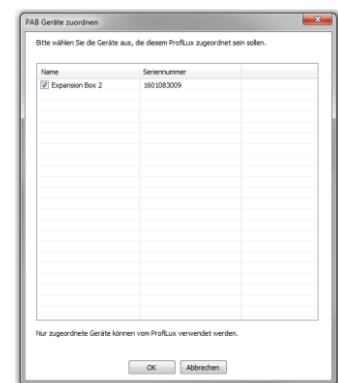 PAB Geräte zuordnen
Bitte wählen Sie die Geräte aus, die diesem ProfiLux zugeordnet sein sollen.
Name Seriennummer
Expansion Box 2 1601083009
Nur zugeordnete Geräte können vom ProfiLux verwendet werden.
OK Abbrechen